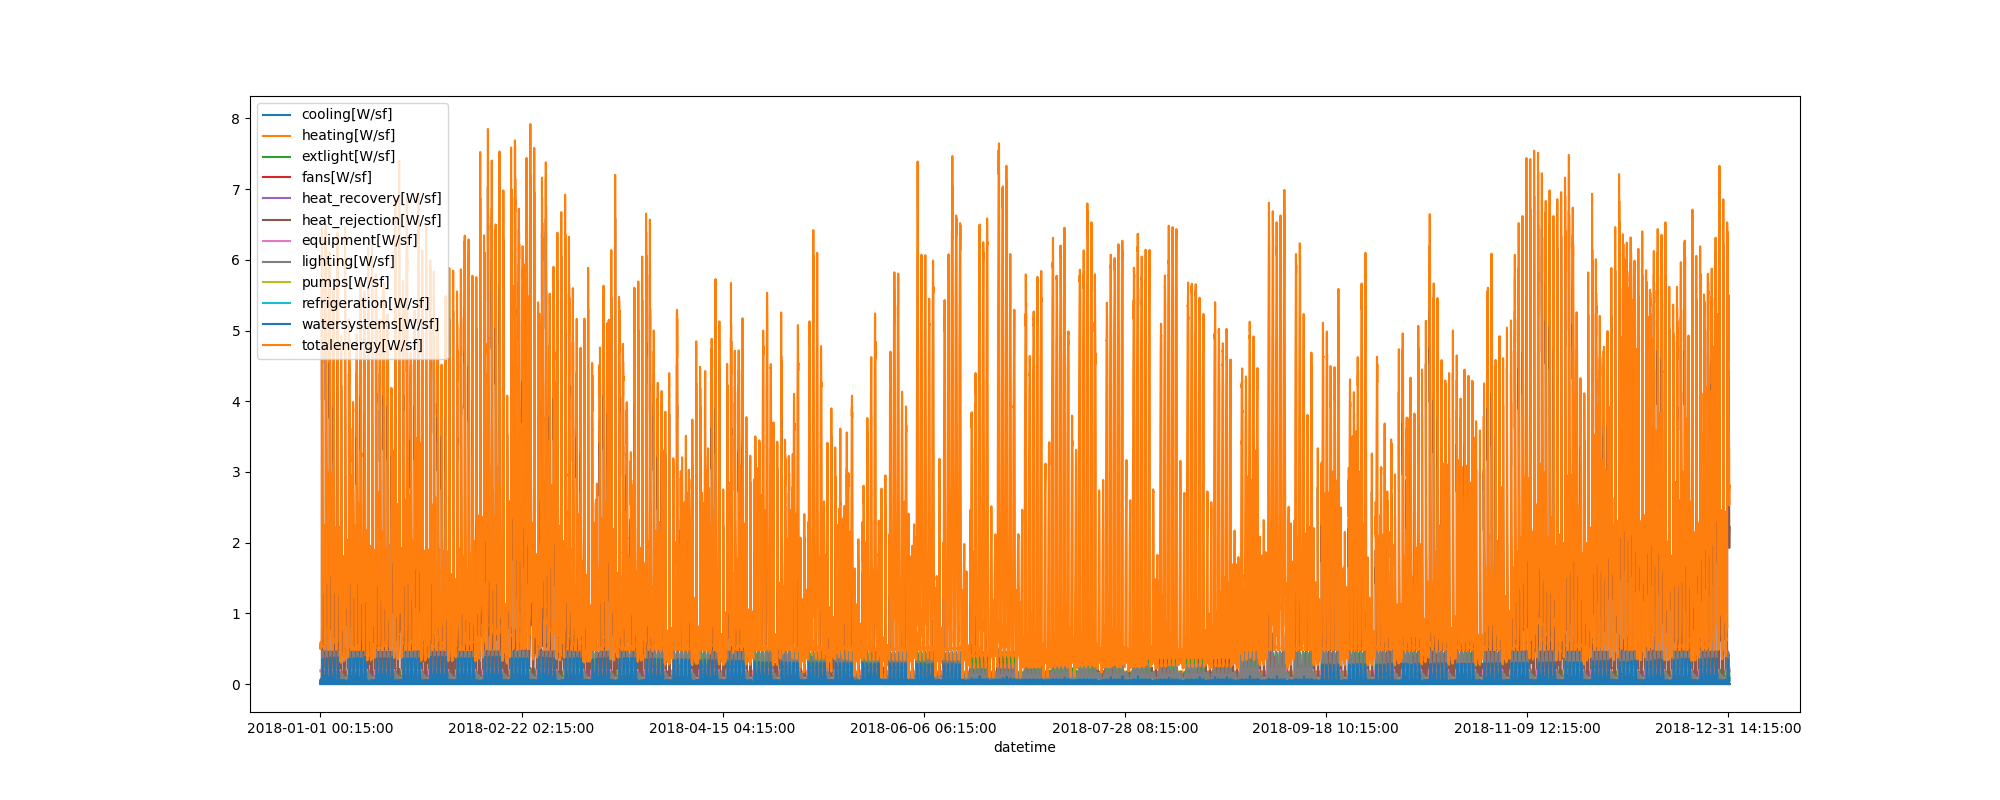 8
7
6
5
4
3
2
1
0
cooling[W/sf]
heating[W/sf]
extlight[W/sf]
fans[W/sf]
heat_recovery[W/sf]
heat_rejection[W/sf]
equipment[W/sf]
lighting[W/sf]
pumps[W/sf]
refrigeration[W/sf]
watersystems[W/sf]
totalenergy[W/sf]
2018-01-01 00:15:00 2018-02-22 02:15:00 2018-04-15 04:15:00 2018-06-06 06:15:00 2018-07-28 08:15:00 2018-09-18 10:15:00 2018-11-09 12:15:00 2018-12-31 14:15:00
datetime